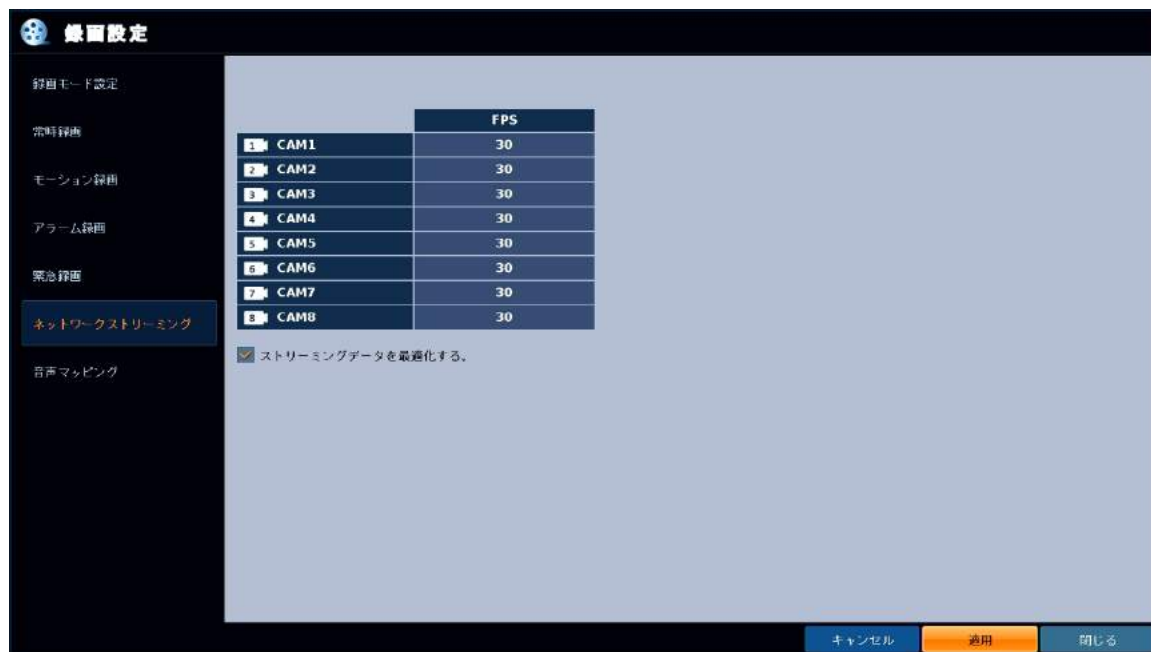 録画設定
録画モード設定
常時録画
モーション録画
アラーム録画
緊急録画
ネットワークストリーミング
音声マッピング
FPS
1 CAM1 30
2 CAM2 30
3 CAM3 30
4 CAM4 30
5 CAM5 30
6 CAM6 30
7 CAM7 30
8 CAM8 30
ストリーミングデータを最適化する。
キャンセル 適用 閉じる